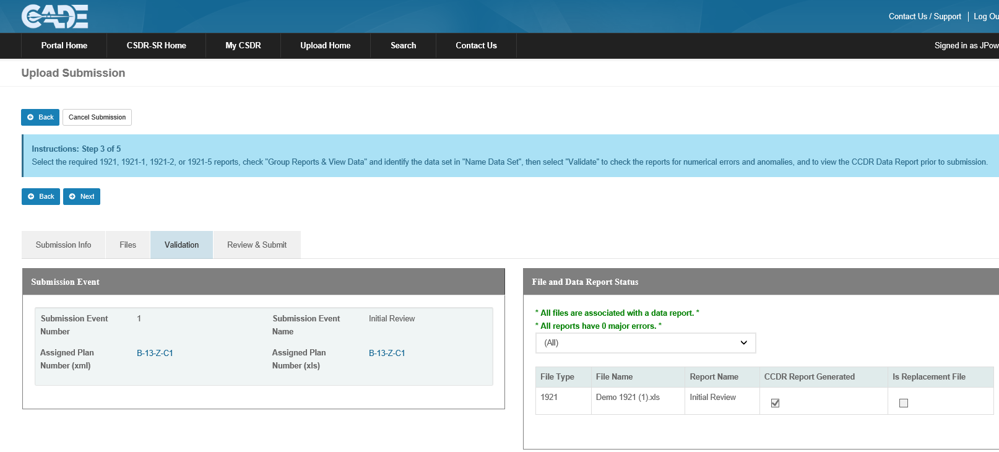 CADE
Contact Us / Support Log Ou
Portal Home CSDR-SR Home My CSDR Upload Home Search Contact Us Signed in as JPow
Upload Submission
Back Cancel Submission
Instructions: Step 3 of 5
Select the required 1921, 1921-1, 1921-2, or 1921-5 reports, check "Group Reports & View Data" and identify the data set in "Name Data Set", then select "Validate" to check the reports for numerical errors and anomalies, and to view the CCDR Data Report prior to submission.
Back Next
Submission Info Files Validation Review & Submit
Submission Event
Submission Event Number 1 Submission Event Name Initial Review
Assigned Plan Number (xml) B-13-Z-C1 Assigned Plan Number (xls) B-13-Z-C1
File and Data Report Status
* All files are associated with a data report. *
* All reports have 0 major errors. *
(All)
File Type File Name Report Name CCDR Report Generated Is Replacement File
1921 Demo 1921 (1).xls Initial Review